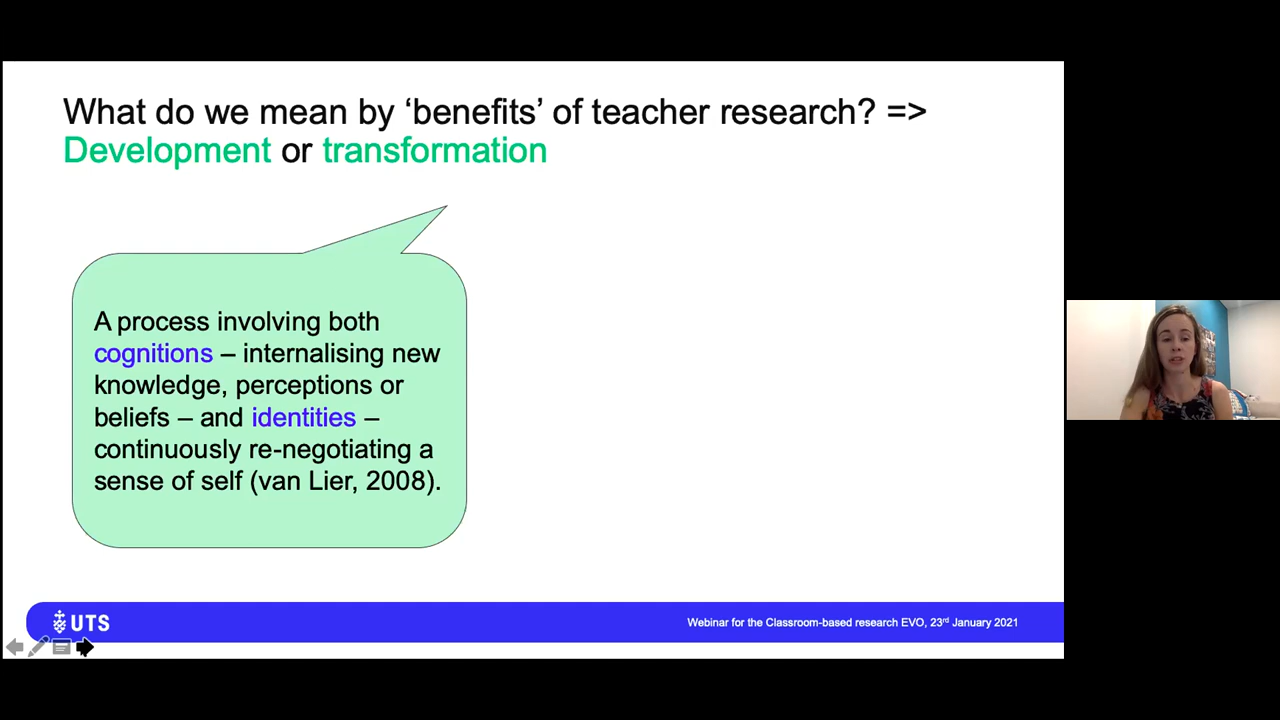 What do we mean by ‘benefits’ of teacher research? =>
Development or transformation
A process involving both
cognitions – internalising new
knowledge, perceptions or
beliefs – and identities –
continuously re-negotiating a
sense of self (van Lier, 2008).
UTS
Webinar for the Classroom-based research EVO, 23rd January 2021